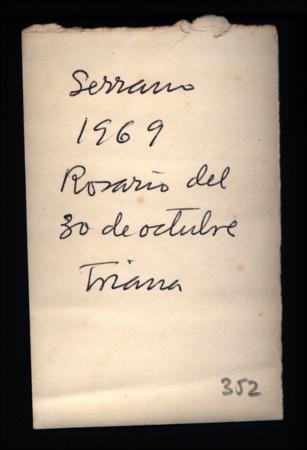 Serrano
1969
Rosario del
30 de octubre
Triana
352